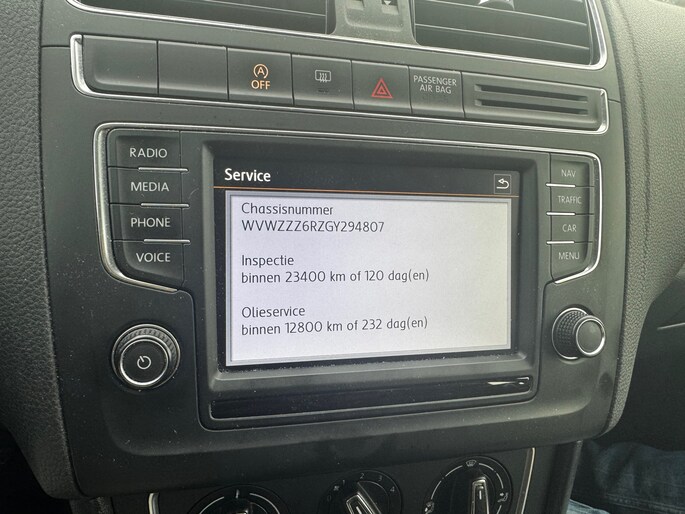 OFF
PASSENGER
AIR BAG
RADIO
MEDIA
PHONE
VOICE
Service
Chassisnummer
WVWZZZ6RZGY294807
Inspectie
binnen 23400 km of 120 dag(en)
Olieservice
binnen 12800 km of 232 dag(en)
NAV
TRAFFIC
CAR
MENU